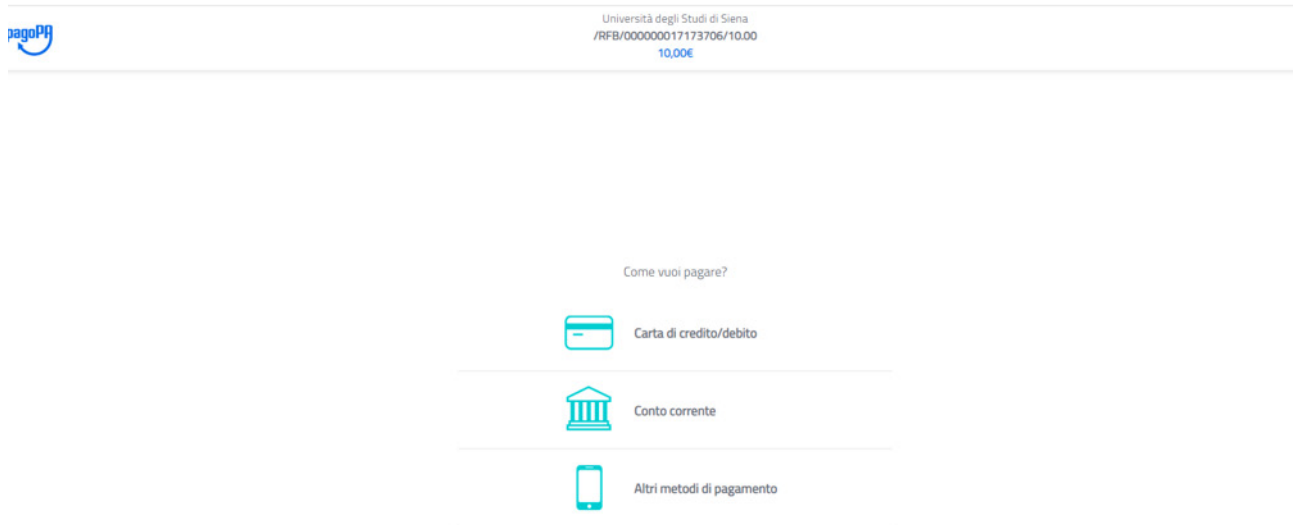 pagoPA
Università degli Studi di Siena
/RFB/000000017173706/10.00
10,00€
Come vuoi pagare?
Carta di credito/debito
Conto corrente
Altri metodi di pagamento